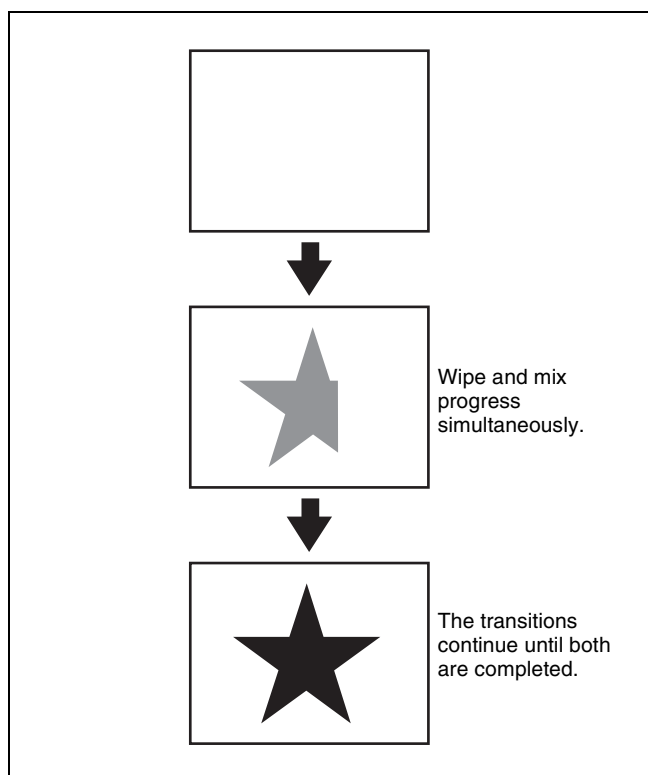 Wipe and mix
progress
simultaneously.
The transitions
continue until both
are completed.